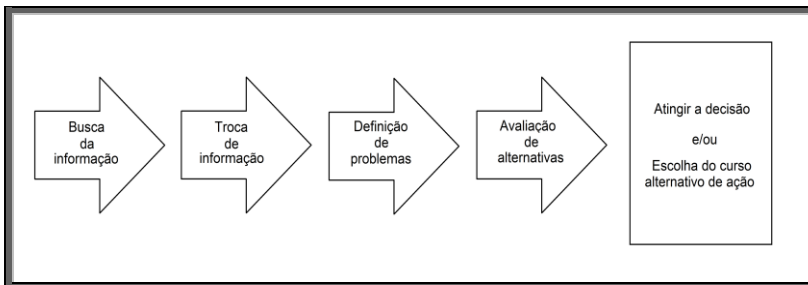 Busca
da
informação
Troca
de
informação
Definição
de
problemas
Avaliação
de
alternativas
Atingir a decisão
e/ou
Escolha do curso
alternativo de ação